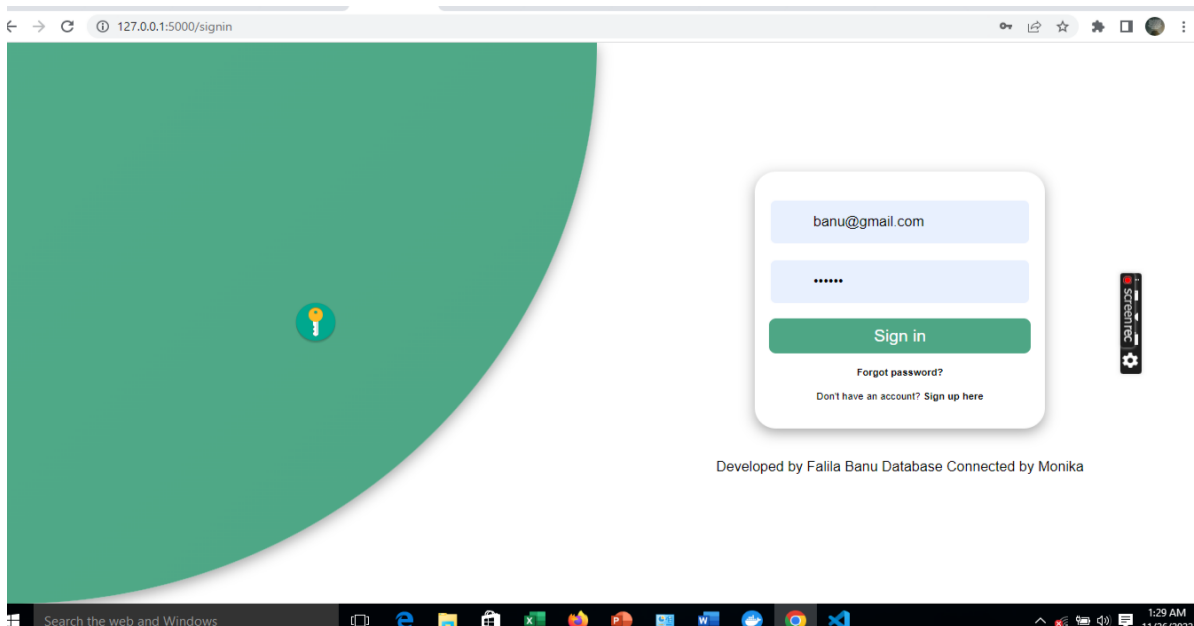 127.0.0.1:5000/signin
banu@gmail.com
••••••
Sign in
Forgot password?
Don't have an account? Sign up here
screenrec
Developed by Falila Banu Database Connected by Monika
Search the web and Windows
1:29 AM